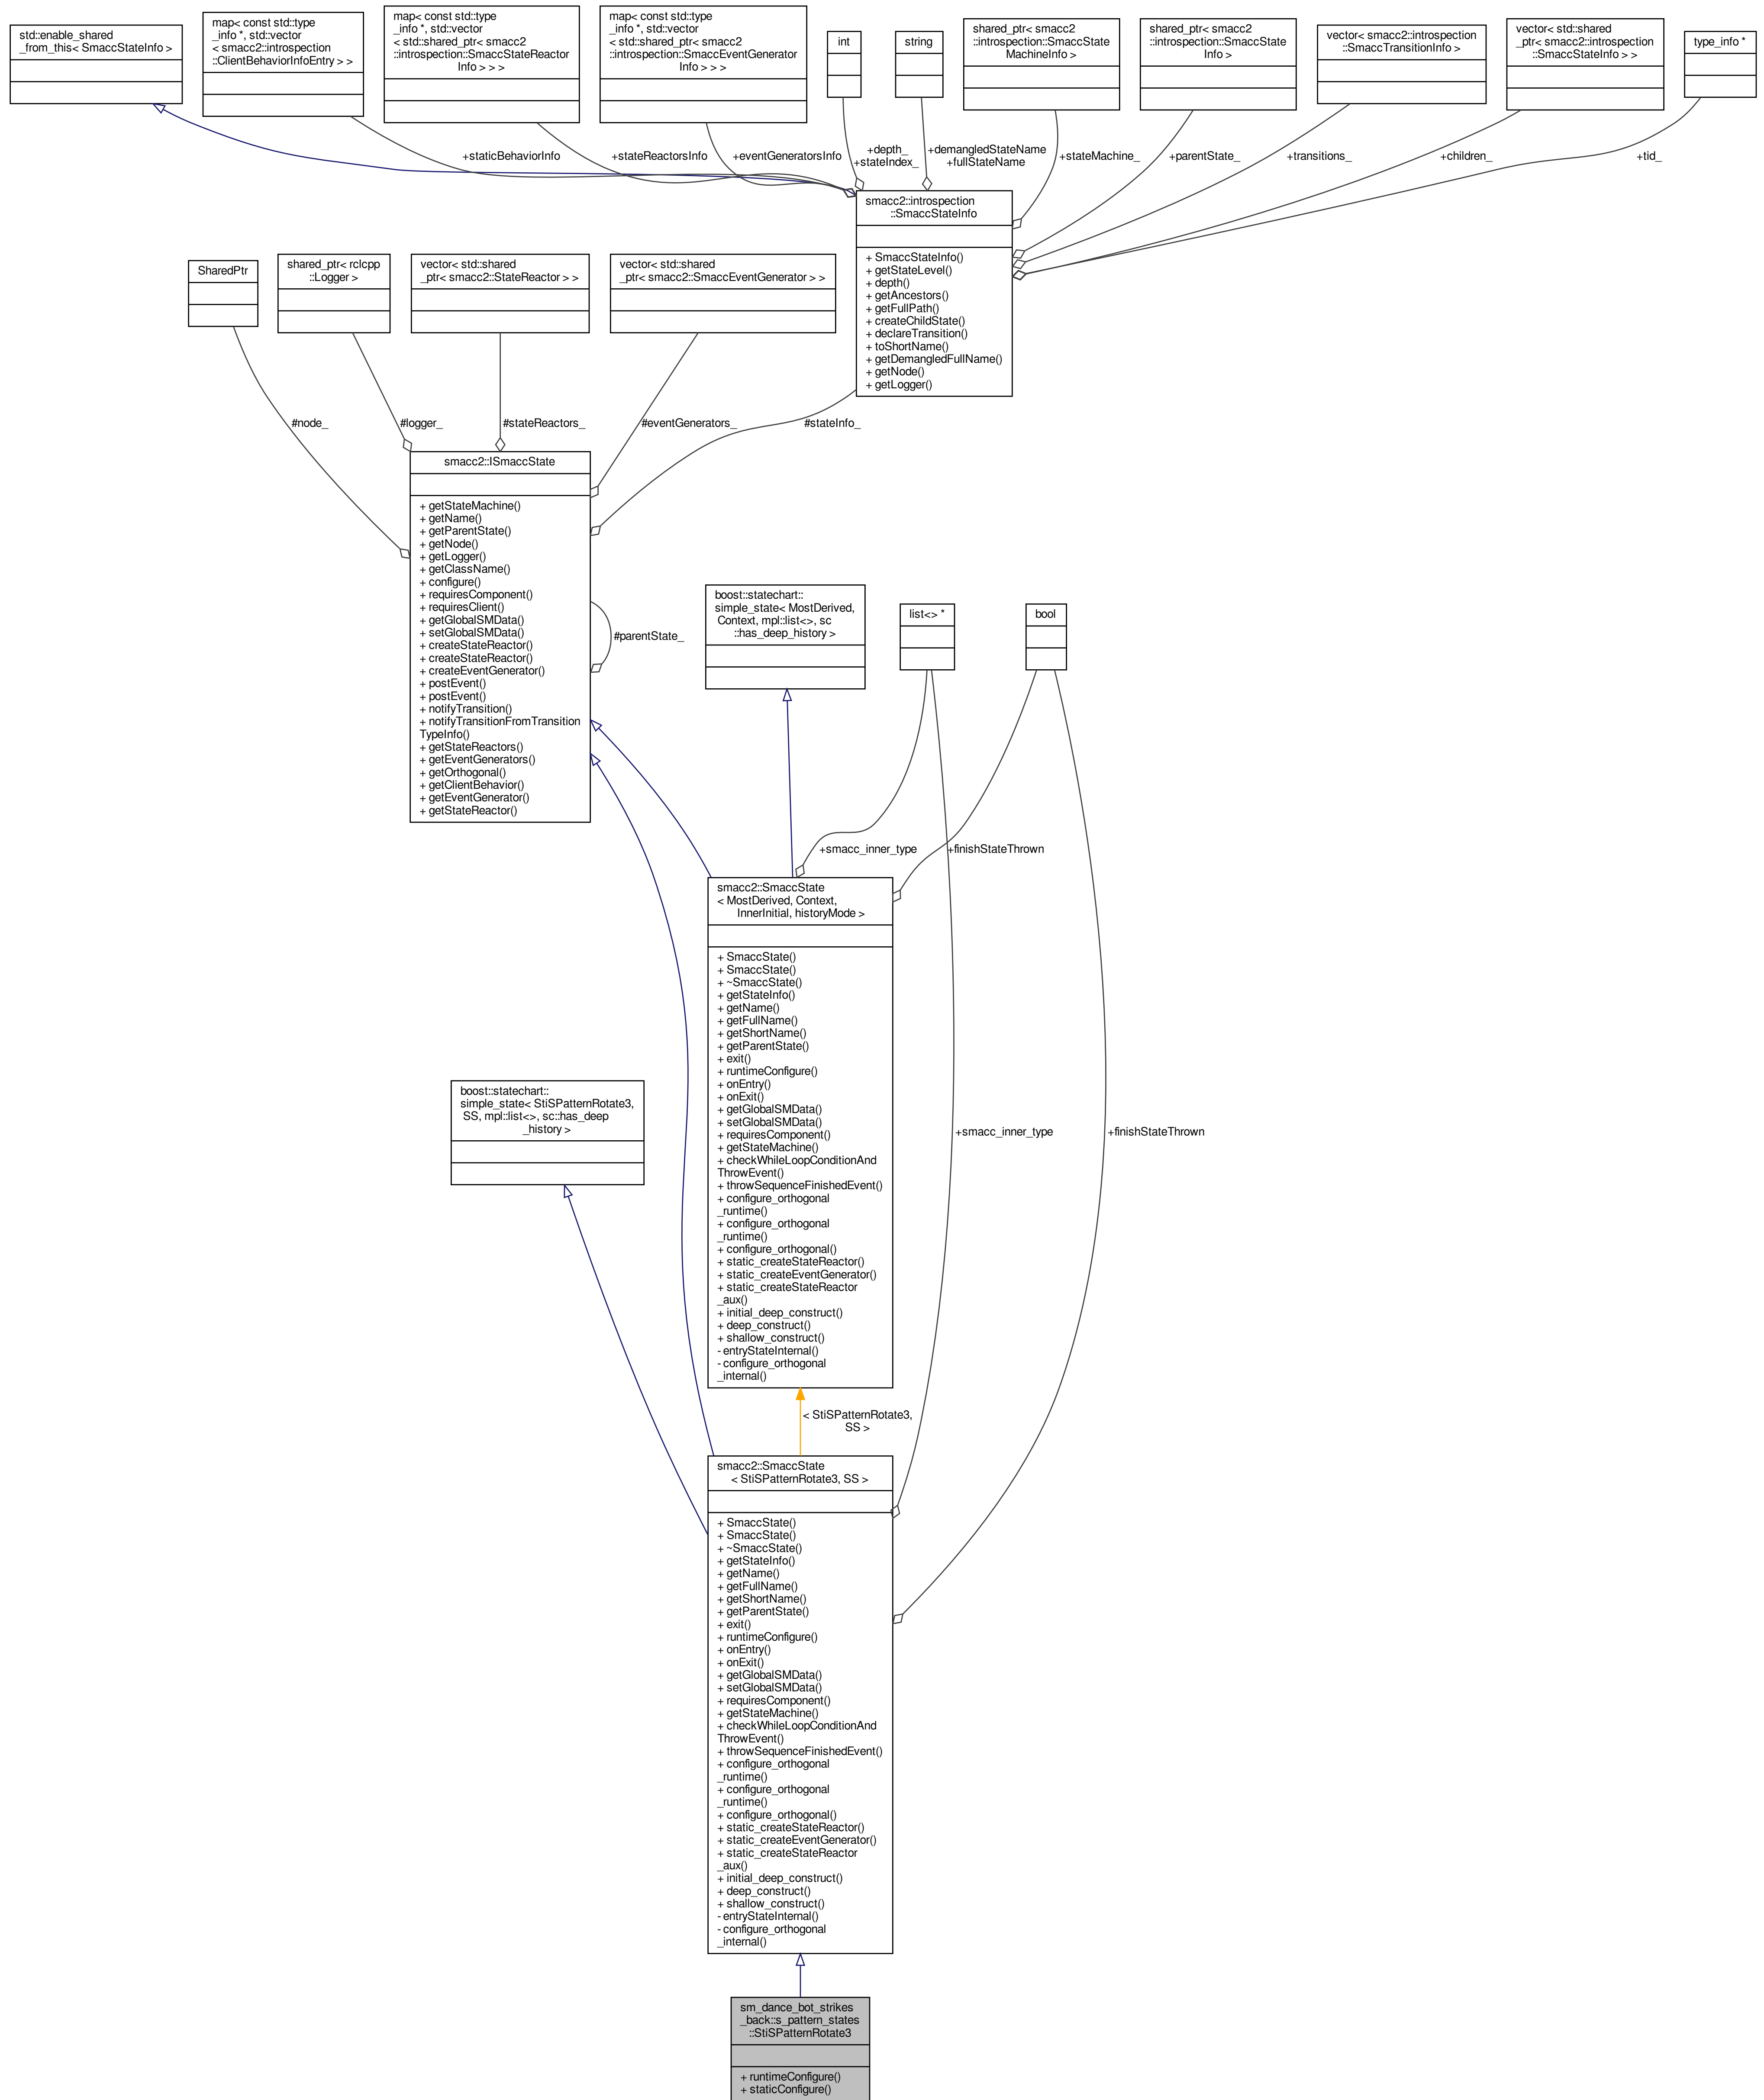 std::enable_shared
_from_this< SmaccStateInfo >
map< const std::type
_info *, std::vector
< smacc2::introspection
::ClientBehaviorInfoEntry > >
map< const std::type
_info *, std::vector
< std::shared_ptr< smacc2
::introspection::SmaccStateReactor
Info > > >
map< const std::type
_info *, std::vector
< std::shared_ptr< smacc2
::introspection::SmaccEventGenerator
Info > > >
int
string
shared_ptr< smacc2
::introspection::SmaccState
MachineInfo >
shared_ptr< smacc2
::introspection::SmaccState
Info >
vector< smacc2::introspection
::SmaccTransitionInfo >
vector< std::shared
_ptr< smacc2::introspection
::SmaccStateInfo > >
type_info *
+staticBehaviorInfo
+stateReactorsInfo
+eventGeneratorsInfo
+depth_
+stateIndex_
+demangledStateName
+fullStateName
+stateMachine_
+parentState_
+transitions_
+children_
+tid_
smacc2::introspection
::SmaccStateInfo
+ SmaccStateInfo()
+ getStateLevel()
+ depth()
+ getAncestors()
+ getFullPath()
+ createChildState()
+ declareTransition()
+ toShortName()
+ getDemangledFullName()
+ getNode()
+ getLogger()
SharedPtr
shared_ptr< rclcpp
::Logger >
vector< std::shared
_ptr< smacc2::StateReactor > >
vector< std::shared
_ptr< smacc2::SmaccEventGenerator > >
#node_
#logger_
#stateReactors_
#eventGenerators_
#stateInfo_
smacc2::ISmaccState
+ getStateMachine()
+ getName()
+ getParentState()
+ getNode()
+ getLogger()
+ getClassName()
+ configure()
+ requiresComponent()
+ requiresClient()
+ getGlobalSMData()
+ setGlobalSMData()
+ createStateReactor()
+ createStateReactor()
+ createEventGenerator()
+ postEvent()
+ postEvent()
+ notifyTransition()
+ notifyTransitionFromTransition
TypeInfo()
+ getStateReactors()
+ getEventGenerators()
+ getOrthogonal()
+ getClientBehavior()
+ getEventGenerator()
+ getStateReactor()
#parentState_
boost::statechart::
simple_state< MostDerived,
Context, mpl::list<>, sc
::has_deep_history >
list<> *
bool
+smacc_inner_type
+finishStateThrown
smacc2::SmaccState
< MostDerived, Context,
InnerInitial, historyMode >
+ SmaccState()
+ SmaccState()
+ ~SmaccState()
+ getStateInfo()
+ getName()
+ getFullName()
+ getShortName()
+ getParentState()
+ exit()
+ runtimeConfigure()
+ onEntry()
+ onExit()
+ getGlobalSMData()
+ setGlobalSMData()
+ requiresComponent()
+ getStateMachine()
+ checkWhileLoopConditionAnd
ThrowEvent()
+ throwSequenceFinishedEvent()
+ configure_orthogonal
_runtime()
+ configure_orthogonal
_runtime()
+ configure_orthogonal()
+ static_createStateReactor()
+ static_createEventGenerator()
+ static_createStateReactor
_aux()
+ initial_deep_construct()
+ deep_construct()
+ shallow_construct()
- entryStateInternal()
- configure_orthogonal
_internal()
boost::statechart::
simple_state< StiSPatternRotate3,
SS, mpl::list<>, sc::has_deep
_history >
+smacc_inner_type
+finishStateThrown
< StiSPatternRotate3,
SS >
smacc2::SmaccState
< StiSPatternRotate3, SS >
+ SmaccState()
+ SmaccState()
+ ~SmaccState()
+ getStateInfo()
+ getName()
+ getFullName()
+ getShortName()
+ getParentState()
+ exit()
+ runtimeConfigure()
+ onEntry()
+ onExit()
+ getGlobalSMData()
+ setGlobalSMData()
+ requiresComponent()
+ getStateMachine()
+ checkWhileLoopConditionAnd
ThrowEvent()
+ throwSequenceFinishedEvent()
+ configure_orthogonal
_runtime()
+ configure_orthogonal
_runtime()
+ configure_orthogonal()
+ static_createStateReactor()
+ static_createEventGenerator()
+ static_createStateReactor
_aux()
+ initial_deep_construct()
+ deep_construct()
+ shallow_construct()
- entryStateInternal()
- configure_orthogonal
_internal()
sm_dance_bot_strikes
_back::s_pattern_states
::StiSPatternRotate3
+ runtimeConfigure()
+ staticConfigure()